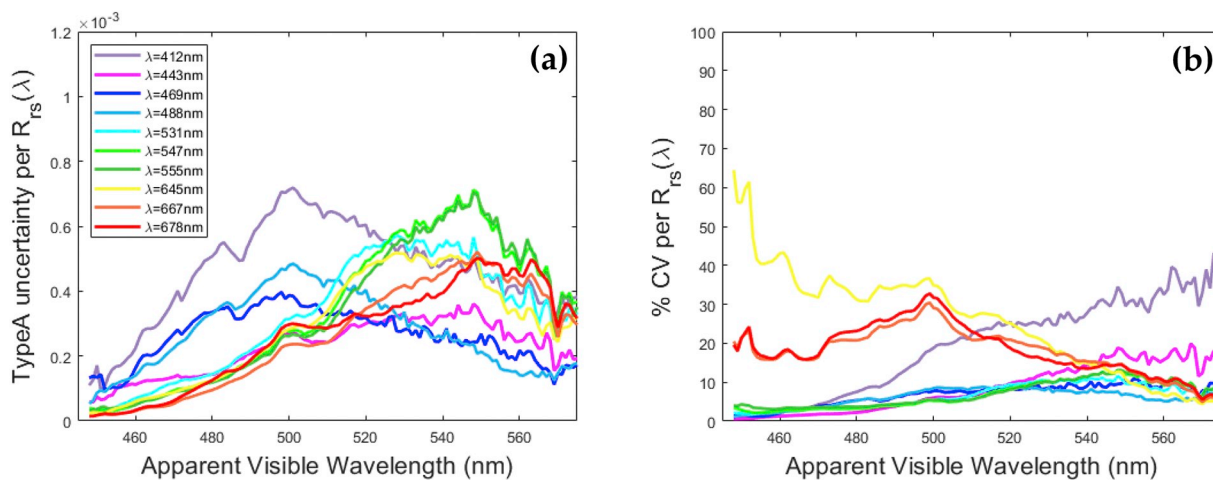 ×10⁻³
(a)
TypeA uncertainty per Rrs(λ)
1.2
1
0.8
0.6
0.4
0.2
0
λ=412nm
λ=443nm
λ=469nm
λ=488nm
λ=531nm
λ=547nm
λ=555nm
λ=645nm
λ=667nm
λ=678nm
460 480 500 520 540 560
Apparent Visible Wavelength (nm)
(b)
% CV per Rrs(λ)
100
90
80
70
60
50
40
30
20
10
0
460 480 500 520 540 560
Apparent Visible Wavelength (nm)